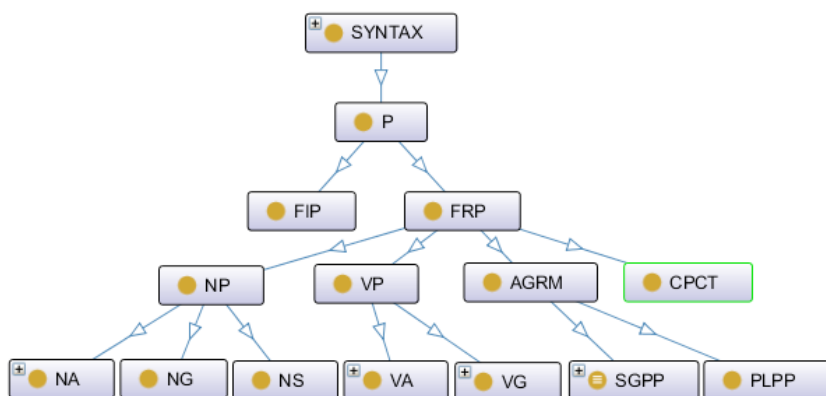 SYNTAX
P
FIP FRP
NP VP AGRM CPCT
NA NG NS VA VG SGPP PLPP